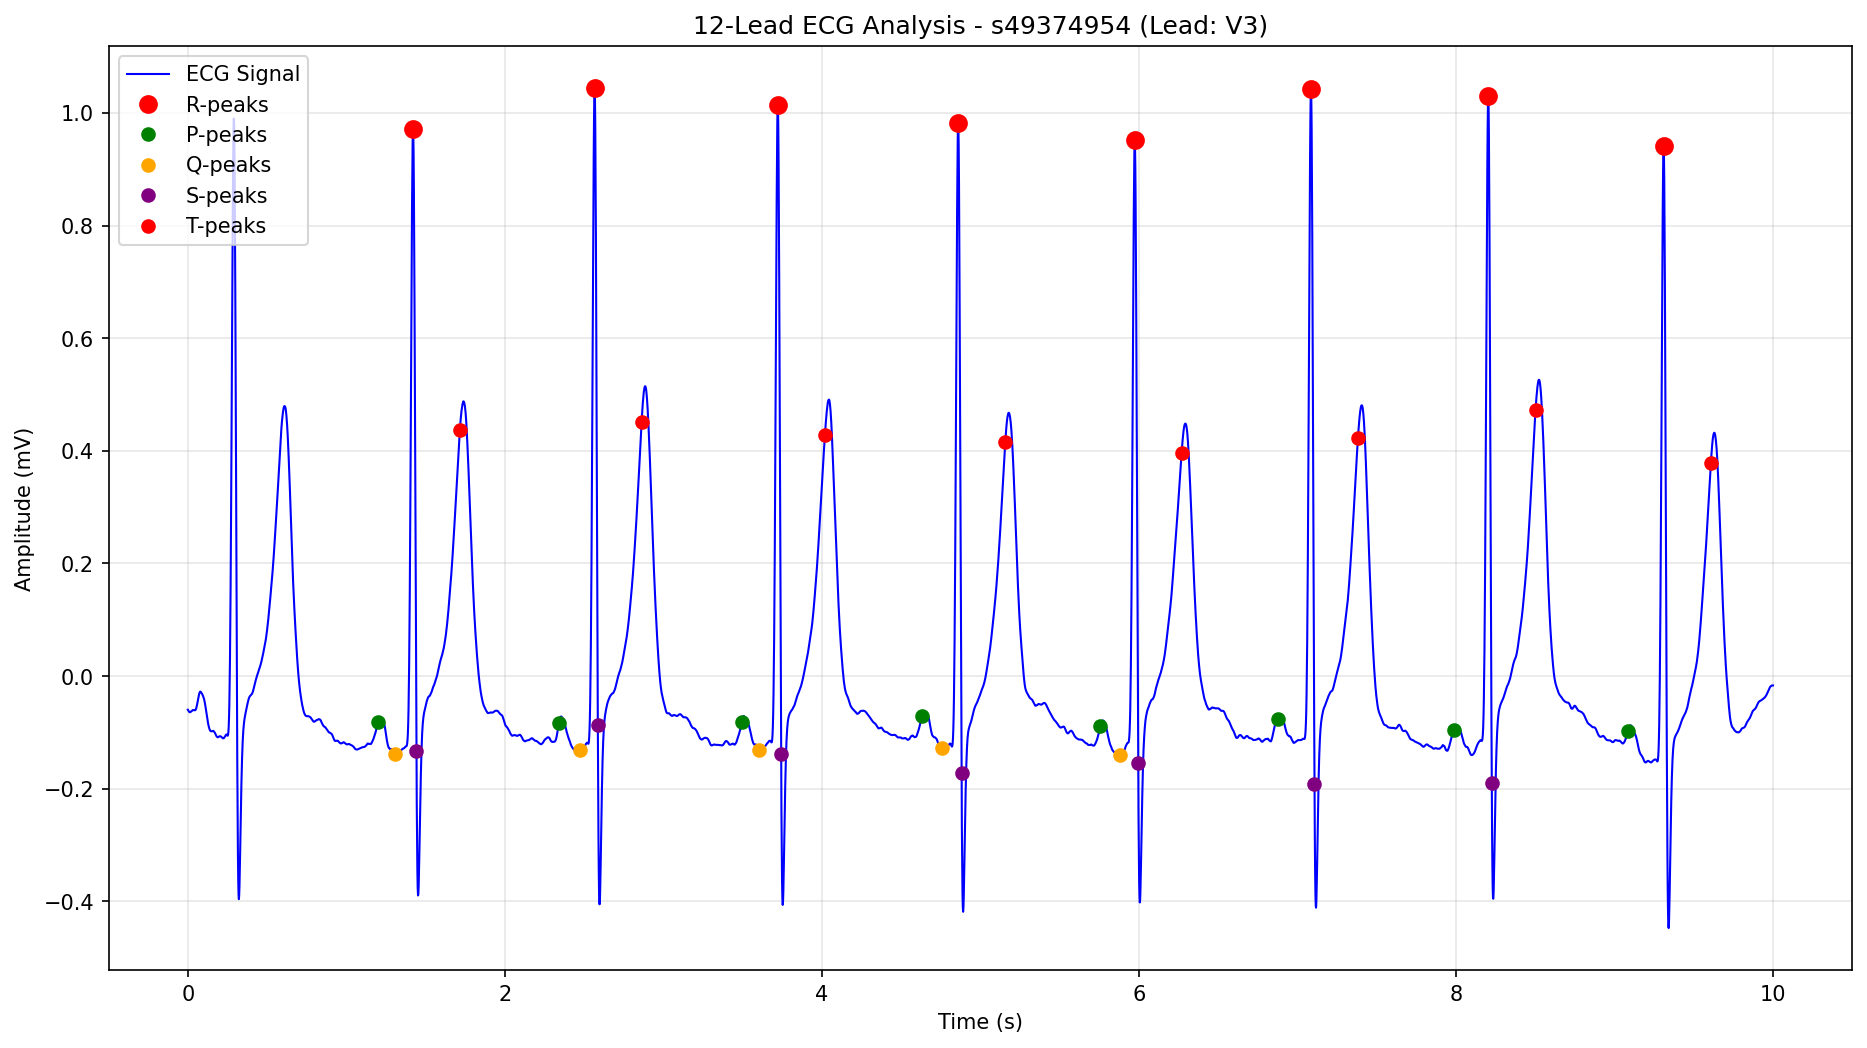 12-Lead ECG Analysis - s49374954 (Lead: V3)
ECG Signal
R-peaks
P-peaks
Q-peaks
S-peaks
T-peaks
1.0
0.8
0.6
0.4
0.2
0.0
−0.2
−0.4
Amplitude (mV)
0 2 4 6 8 10
Time (s)